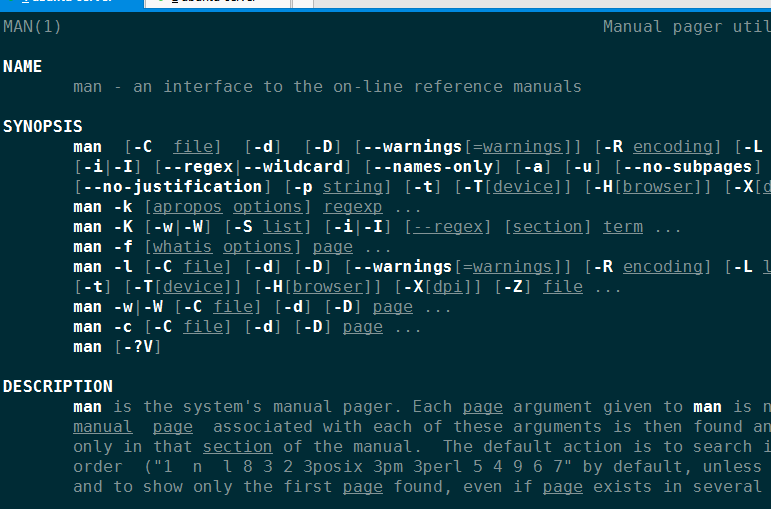 MAN(1) Manual pager util
NAME
man - an interface to the on-line reference manuals
SYNOPSIS
man [-C file] [-d] [-D] [--warnings[=warnings]] [-R encoding] [-L
[-i|-I] [--regex|--wildcard] [--names-only] [-a] [-u] [--no-subpages]
[--no-justification] [-p string] [-t] [-T[device]] [-H[browser]] [-X[d
man -k [apropos options] regexp ...
man -K [-w|-W] [-S list] [-i|-I] [--regex] [section] term ...
man -f [whatis options] page ...
man -l [-C file] [-d] [-D] [--warnings[=warnings]] [-R encoding] [-L l
[-t] [-T[device]] [-H[browser]] [-X[dpi]] [-Z] file ...
man -w|-W [-C file] [-d] [-D] page ...
man -c [-C file] [-d] [-D] page ...
man [-?V]
DESCRIPTION
man is the system's manual pager. Each page argument given to man is n
manual page associated with each of these arguments is then found an
only in that section of the manual. The default action is to search i
order ("1 n l 8 3 2 3posix 3pm 3perl 5 4 9 6 7" by default, unless
and to show only the first page found, even if page exists in several